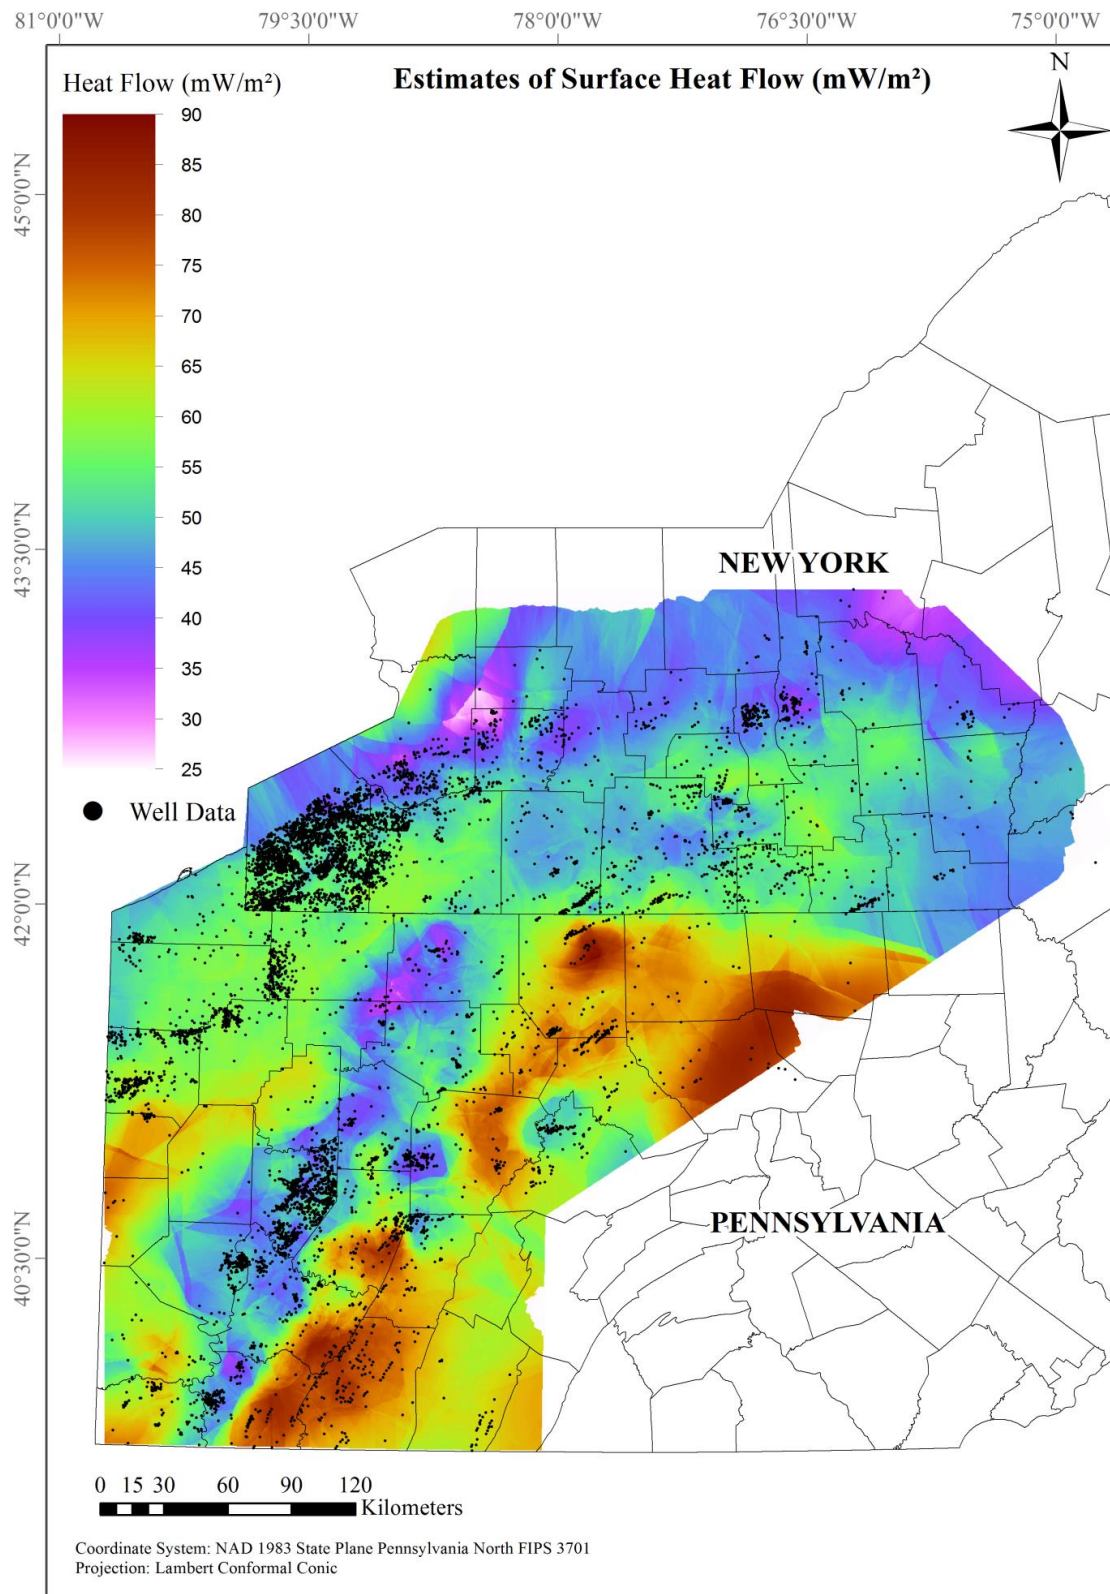 81°0'0"W 79°30'0"W 78°0'0"W 76°30'0"W 75°0'0"W
Heat Flow (mW/m²)
Estimates of Surface Heat Flow (mW/m²)
N
90
85
80
75
70
65
60
55
50
45
40
35
30
25
Well Data
45°0'0"N
43°30'0"N
42°0'0"N
40°30'0"N
NEW YORK
PENNSYLVANIA
0 15 30 60 90 120
Kilometers
Coordinate System: NAD 1983 State Plane Pennsylvania North FIPS 3701
Projection: Lambert Conformal Conic